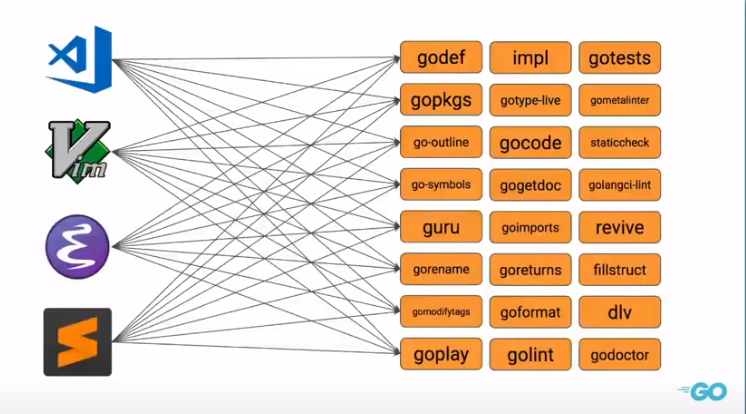 godef impl gotests
gopkgs gotype-live gometalinter
Vim
go-outline gocode staticcheck
go-symbols gogetdoc golangci-lint
guru goimports revive
gorename goreturns fillstruct
gomodifytags goformat dlv
goplay golint godoctor
GO